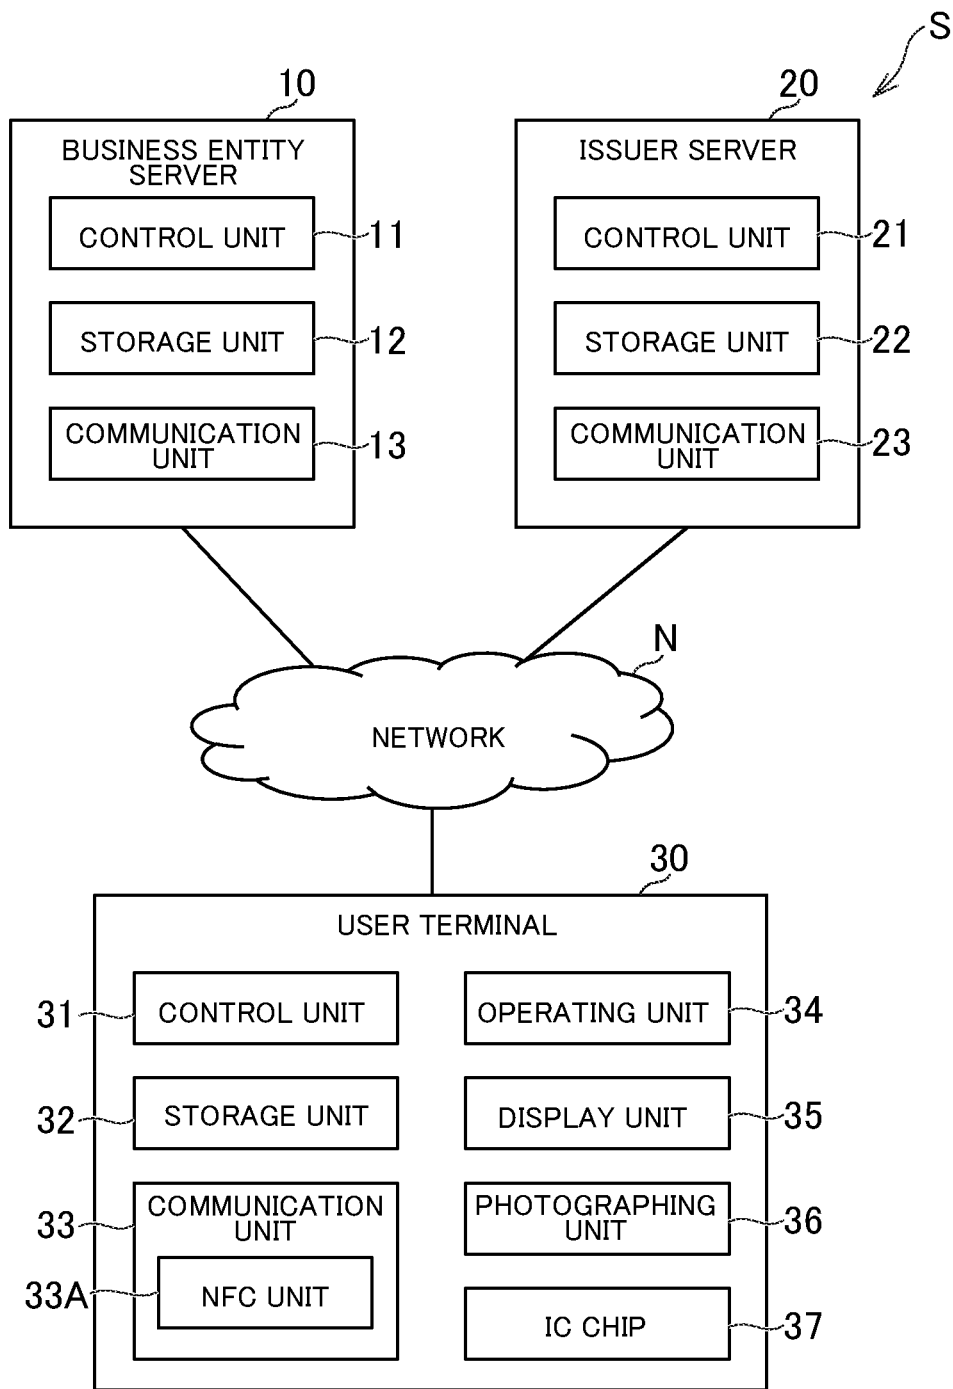 S
10
BUSINESS ENTITY
SERVER
CONTROL UNIT
11
STORAGE UNIT
12
COMMUNICATION
UNIT
13
20
ISSUER SERVER
CONTROL UNIT
21
STORAGE UNIT
22
COMMUNICATION
UNIT
23
N
NETWORK
30
USER TERMINAL
31
CONTROL UNIT
32
STORAGE UNIT
33
COMMUNICATION
UNIT
33A
NFC UNIT
OPERATING UNIT
34
DISPLAY UNIT
35
PHOTOGRAPHING
UNIT
36
IC CHIP
37